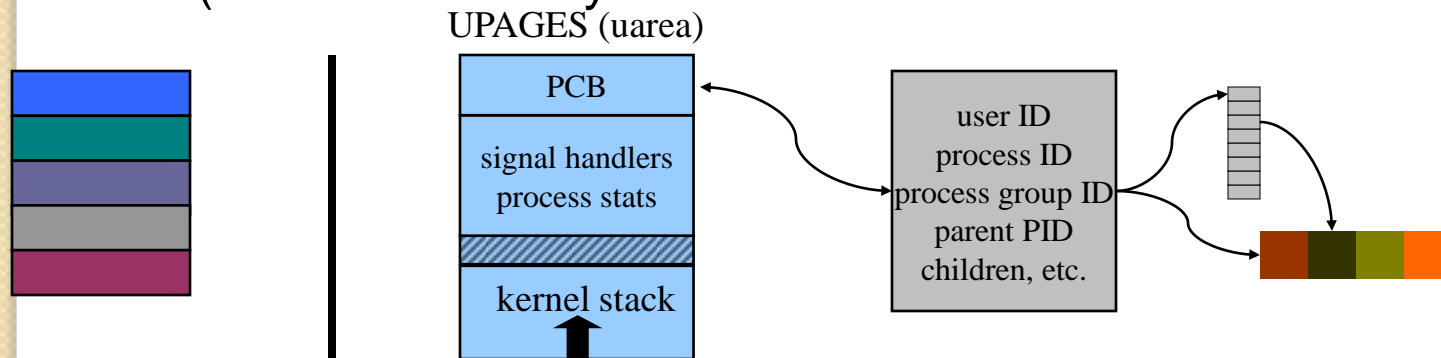 UPAGES (uarea)
PCB
signal handlers
process stats
kernel stack
user ID
process ID
process group ID
parent PID
children, etc.